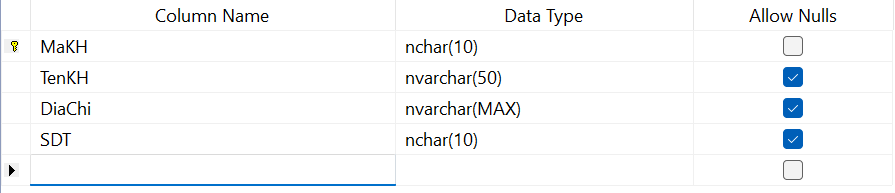 Column Name Data Type Allow Nulls
MaKH nchar(10)
TenKH nvarchar(50)
DiaChi nvarchar(MAX)
SDT nchar(10)